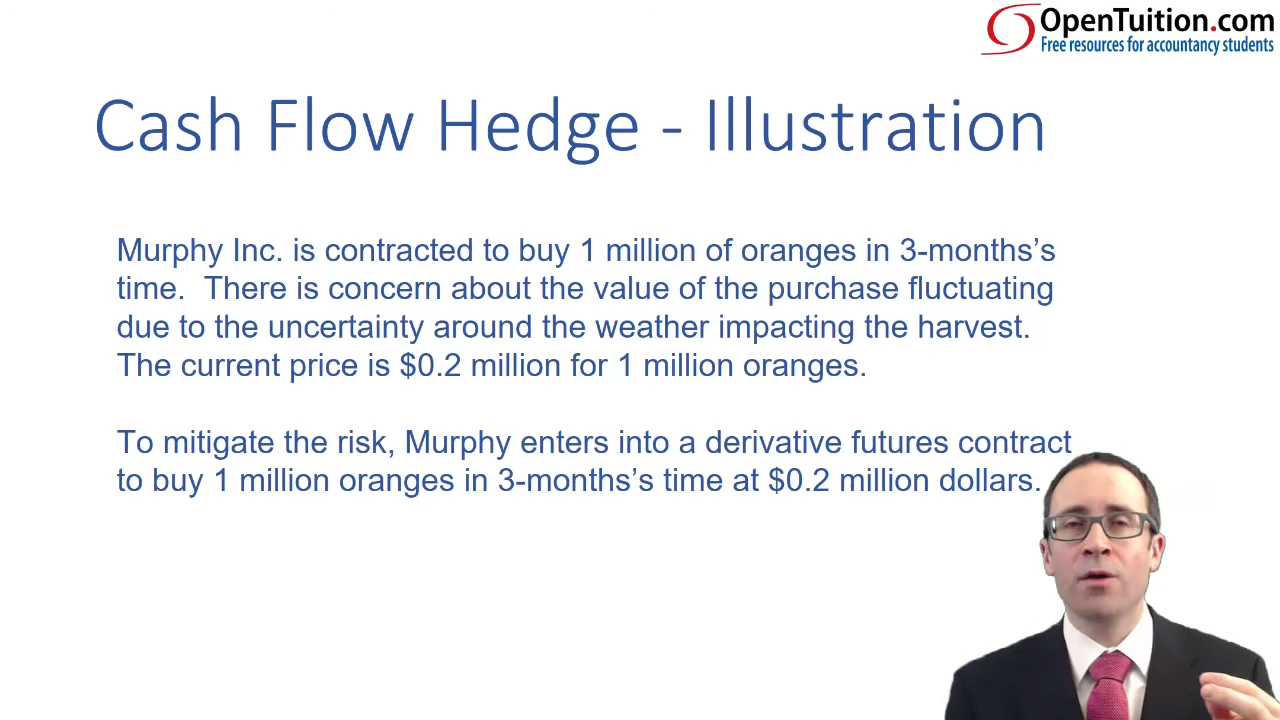 OpenTuition.com
Free resources for accountancy students
Cash Flow Hedge - Illustration
Murphy Inc. is contracted to buy 1 million of oranges in 3-months’s
time.  There is concern about the value of the purchase fluctuating
due to the uncertainty around the weather impacting the harvest.
The current price is $0.2 million for 1 million oranges.
To mitigate the risk, Murphy enters into a derivative futures contract
to buy 1 million oranges in 3-months’s time at $0.2 million dollars.